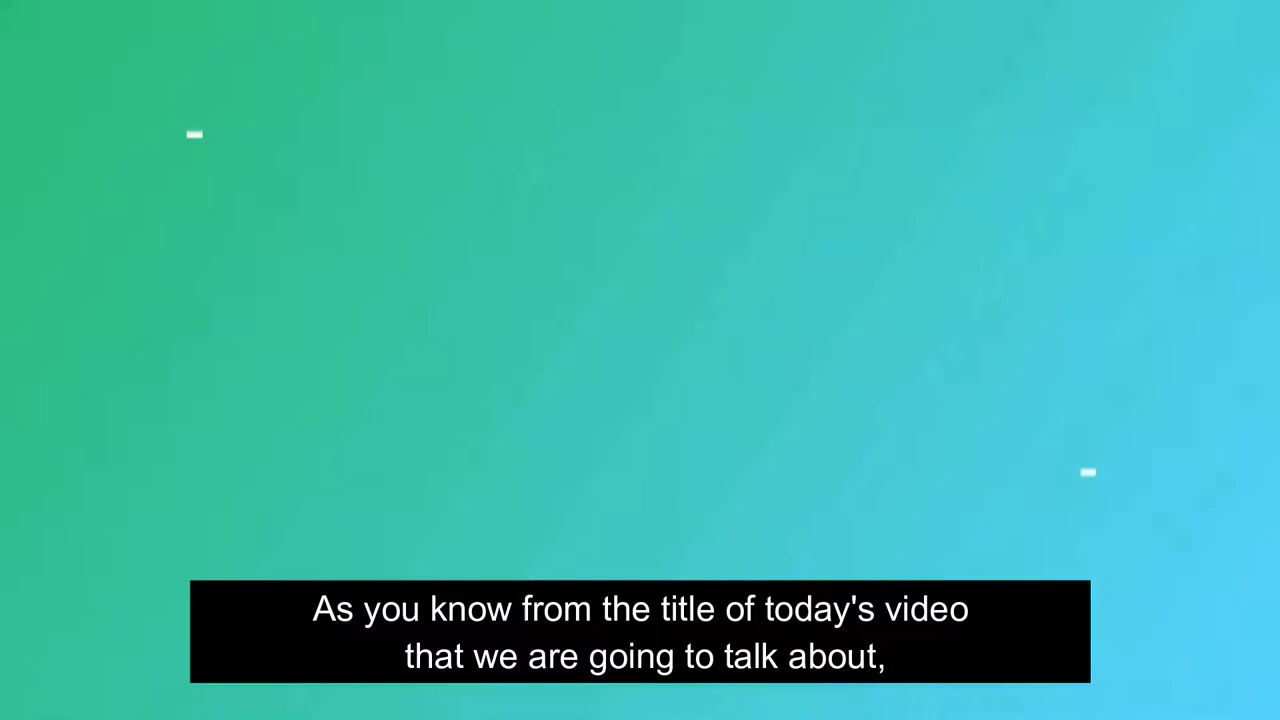 As you know from the title of today's video
that we are going to talk about,